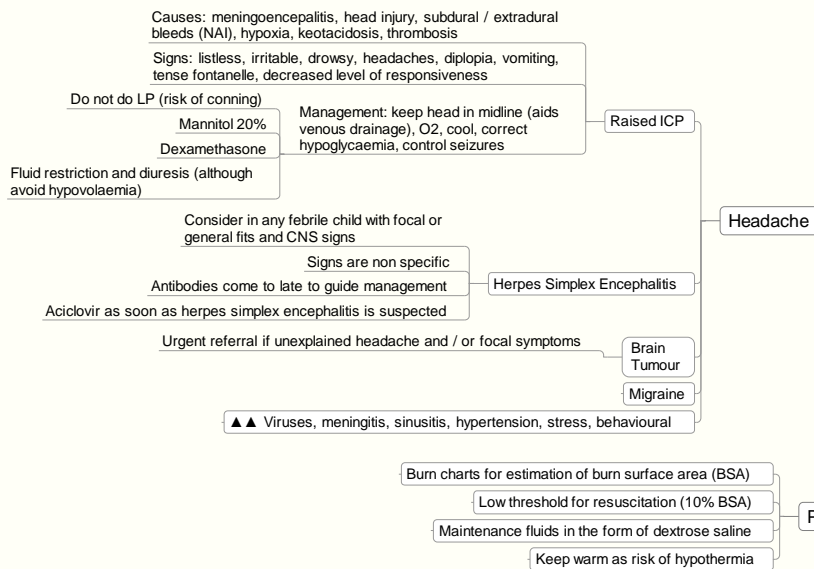 Causes: meningoencepalitis, head injury, subdural / extradural
bleeds (NAI), hypoxia, keotacidosis, thrombosis
Signs: listless, irritable, drowsy, headaches, diplopia, vomiting,
tense fontanelle, decreased level of responsiveness
Do not do LP (risk of conning)
Mannitol 20%
Dexamethasone
Fluid restriction and diuresis (although
avoid hypovolaemia)
Management: keep head in midline (aids
venous drainage), O2, cool, correct
hypoglycaemia, control seizures
Raised ICP
Headache
Consider in any febrile child with focal or
general fits and CNS signs
Signs are non specific
Antibodies come to late to guide management
Aciclovir as soon as herpes simplex encephalitis is suspected
Herpes Simplex Encephalitis
Urgent referral if unexplained headache and / or focal symptoms
Brain
Tumour
Migraine
▲▲ Viruses, meningitis, sinusitis, hypertension, stress, behavioural
Burn charts for estimation of burn surface area (BSA)
Low threshold for resuscitation (10% BSA)
Maintenance fluids in the form of dextrose saline
Keep warm as risk of hypothermia